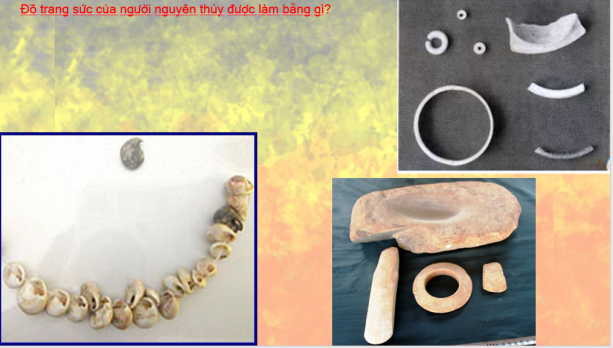 Đồ trang sức của người nguyên thủy được làm bằng gì?